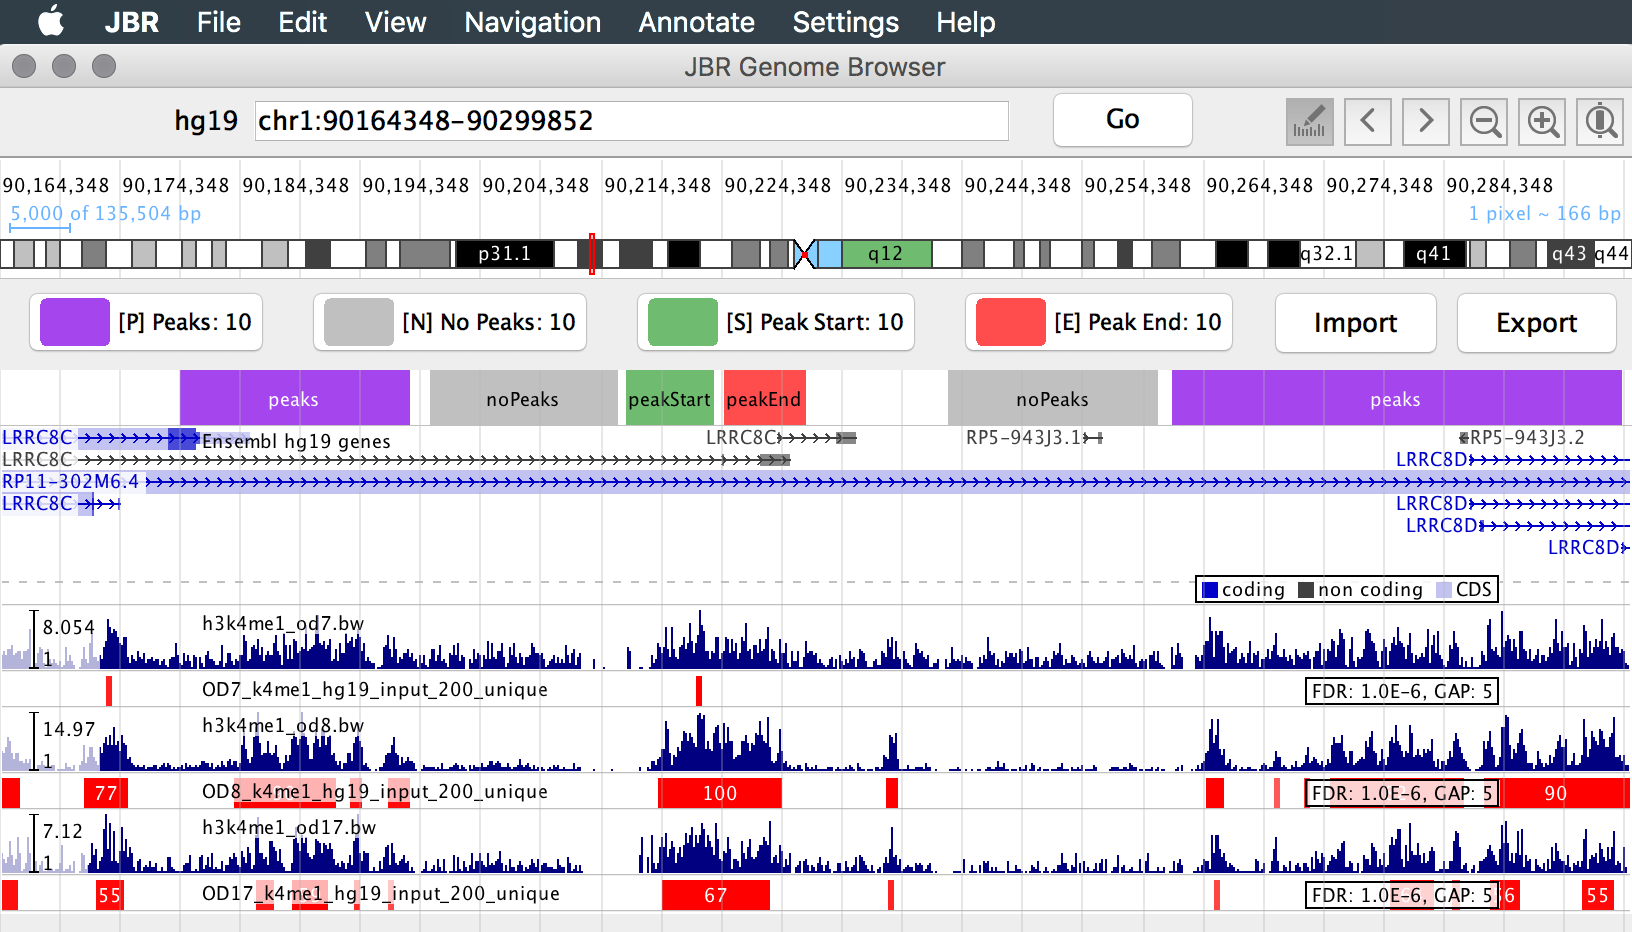 JBR File Edit View Navigation Annotate Settings Help
JBR Genome Browser
hg19 chr1:90164348-90299852 Go
90,164,348 90,174,348 90,184,348 90,194,348 90,204,348 90,214,348 90,224,348 90,234,348 90,244,348 90,254,348 90,264,348 90,274,348 90,284,348
5,000 of 135,504 bp 1 pixel ~ 166 bp
p31.1 q12 q32.1 q41 q43 q44
[P] Peaks: 10 [N] No Peaks: 10 [S] Peak Start: 10 [E] Peak End: 10 Import Export
peaks noPeaks peakStart peakEnd noPeaks peaks
LRRC8C Ensembl hg19 genes LRRC8C RP5-943J3.1 RP5-943J3.2
LRRC8C LRRC8D
RP11-302M6.4
LRRC8C LRRC8D
LRRC8D
LRRC8D
coding non coding CDS
8.054 h3k4me1_od7.bw
1
OD7_k4me1_hg19_input_200_unique FDR: 1.0E-6, GAP: 5
14.97 h3k4me1_od8.bw
1
77 OD8_k4me1_hg19_input_200_unique 100 FDR: 1.0E-6, GAP: 5 90
7.12 h3k4me1_od17.bw
1
55 OD17_k4me1_hg19_input_200_unique 67 FDR: 1.0E-6, GAP: 5 55